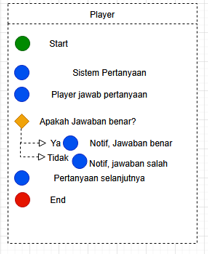 Player
Start
Sistem Pertanyaan
Player jawab pertanyaan
Apakah Jawaban benar?
Ya
Notif, Jawaban benar
Tidak
Notif, jawaban salah
Pertanyaan selanjutnya
End